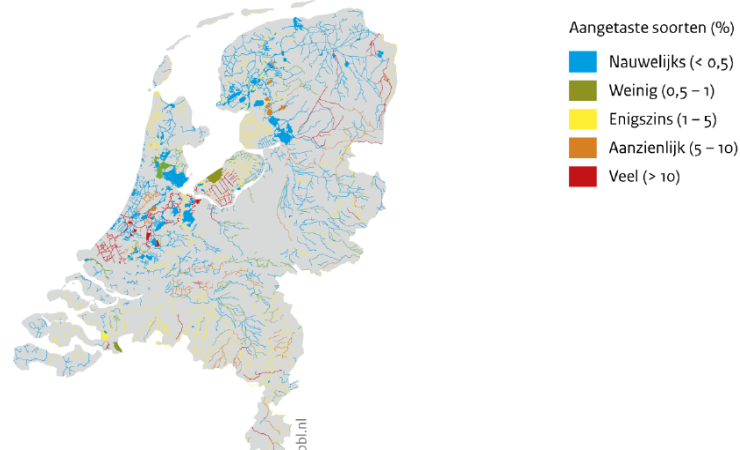 Aangetaste soorten (%)
Nauwelijks (< 0,5)
Weinig (0,5 – 1)
Enigszins (1 – 5)
Aanzienlijk (5 – 10)
Veel (> 10)